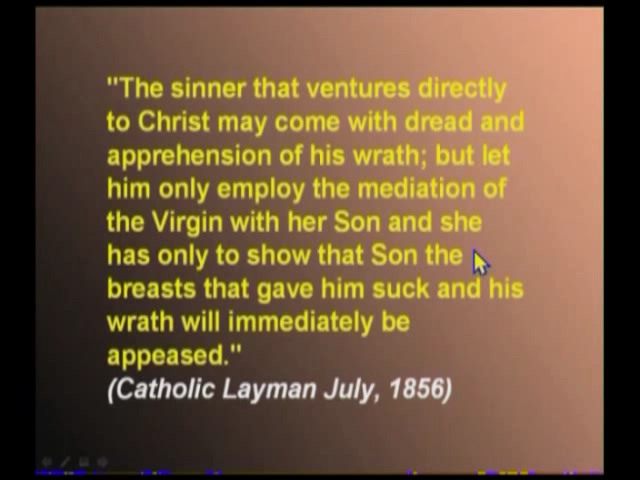 "The sinner that ventures directly
to Christ may come with dread and
apprehension of his wrath; but let
him only employ the mediation of
the Virgin with her Son and she
has only to show that Son the
breasts that gave him suck and his
wrath will immediately be
appeased."
(Catholic Layman July, 1856)